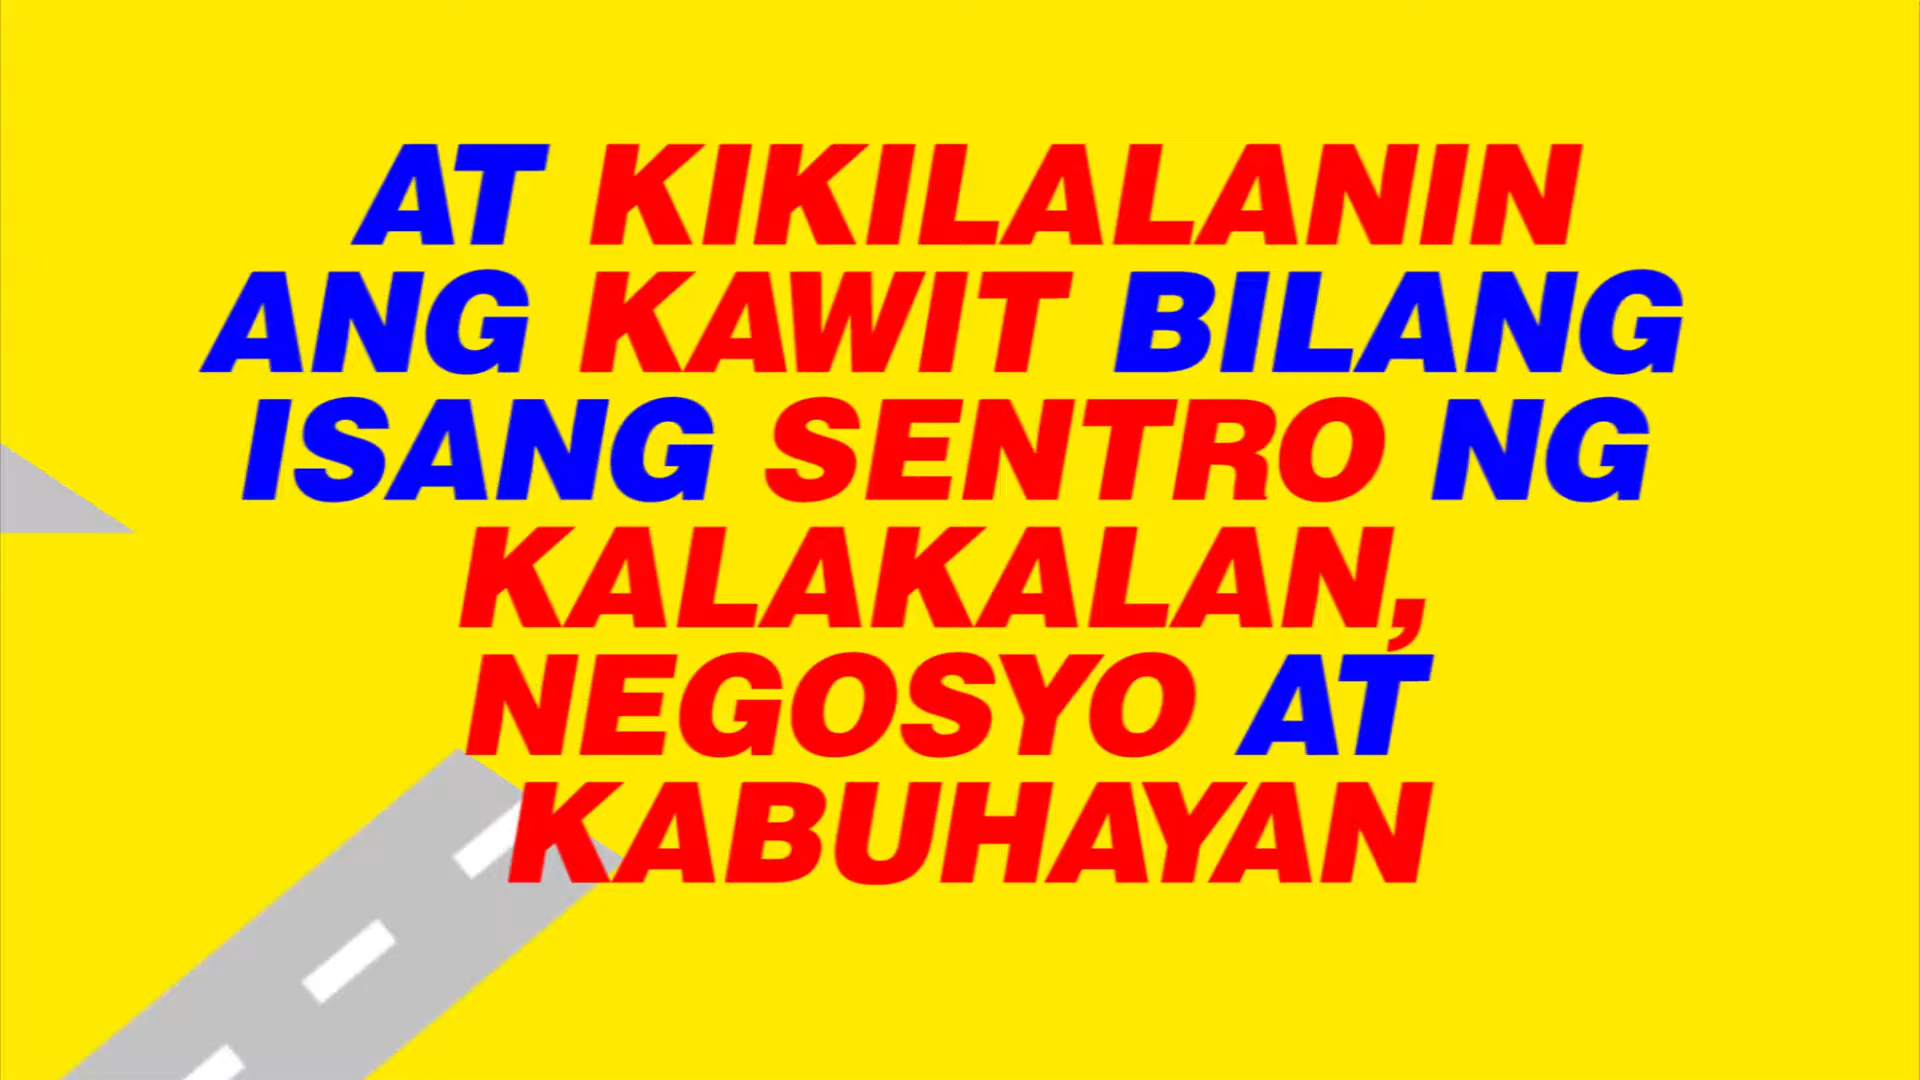 AT KIKILALANIN
ANG KAWIT BILANG
ISANG SENTRO NG
KALAKALAN,
NEGOSYO AT
KABUHAYAN